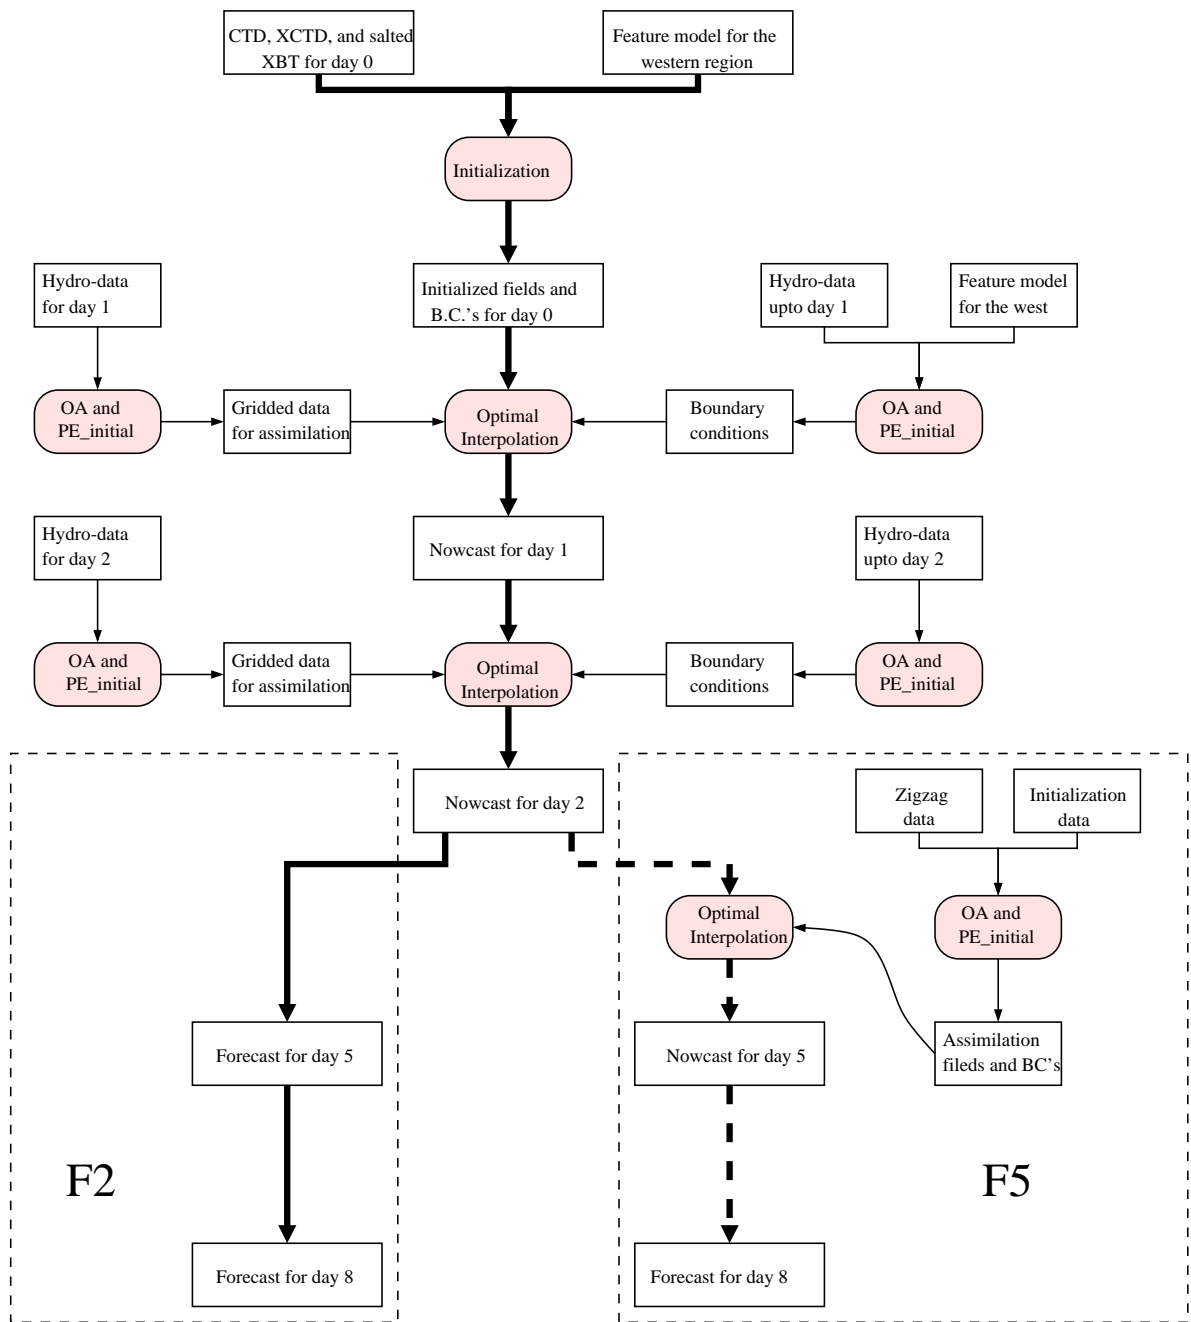 CTD, XCTD, and salted
XBT for day 0
Feature model for the
western region
Initialization
Hydro-data
for day 1
Initialized fields and
B.C.'s for day 0
Hydro-data
upto day 1
Feature model
for the west
OA and
PE_initial
Gridded data
for assimilation
Optimal
Interpolation
Boundary
conditions
OA and
PE_initial
Hydro-data
for day 2
Nowcast for day 1
Hydro-data
upto day 2
OA and
PE_initial
Gridded data
for assimilation
Optimal
Interpolation
Boundary
conditions
OA and
PE_initial
Nowcast for day 2
Zigzag
data
Initialization
data
Optimal
Interpolation
OA and
PE_initial
Forecast for day 5
Nowcast for day 5
Assimilation
fileds and BC's
F2
F5
Forecast for day 8
Forecast for day 8